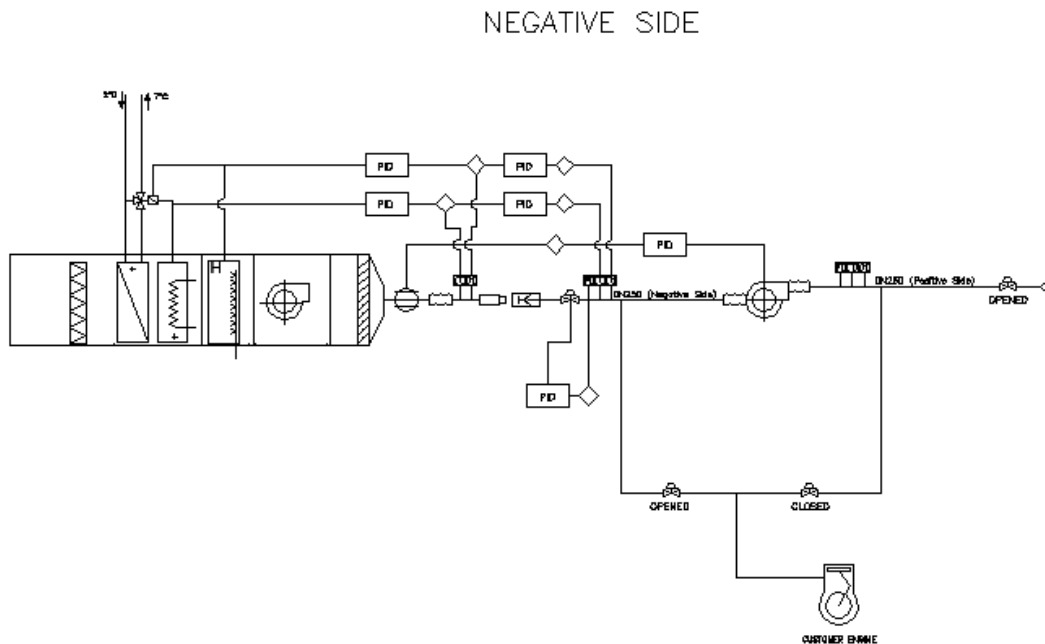 NEGATIVE SIDE
PID
PID
PID
PID
PID
H
DN250 (Negative Side)
DN250 (Positive Side)
OPENED
PID
OPENED
CLOSED
CUSTOMER ENGINE